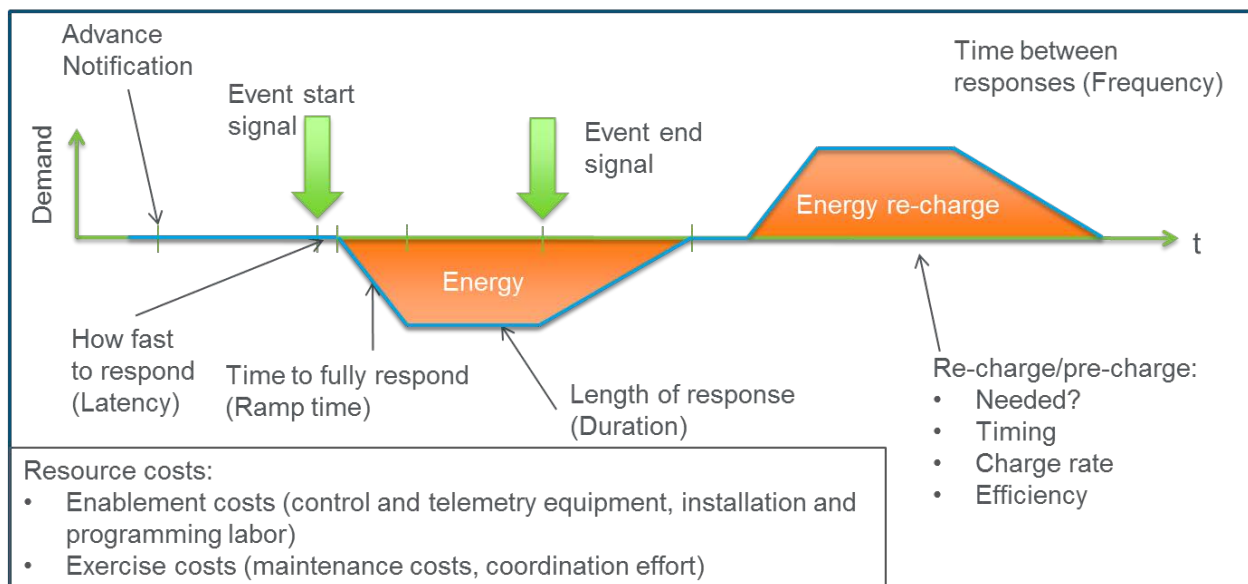 Advance
Notification
Event start
signal
Event end
signal
Time between
responses (Frequency)
Demand
Energy re-charge
t
Energy
How fast
to respond
(Latency)
Time to fully respond
(Ramp time)
Length of response
(Duration)
Re-charge/pre-charge:
• Needed?
• Timing
• Charge rate
• Efficiency
Resource costs:
• Enablement costs (control and telemetry equipment, installation and
programming labor)
• Exercise costs (maintenance costs, coordination effort)